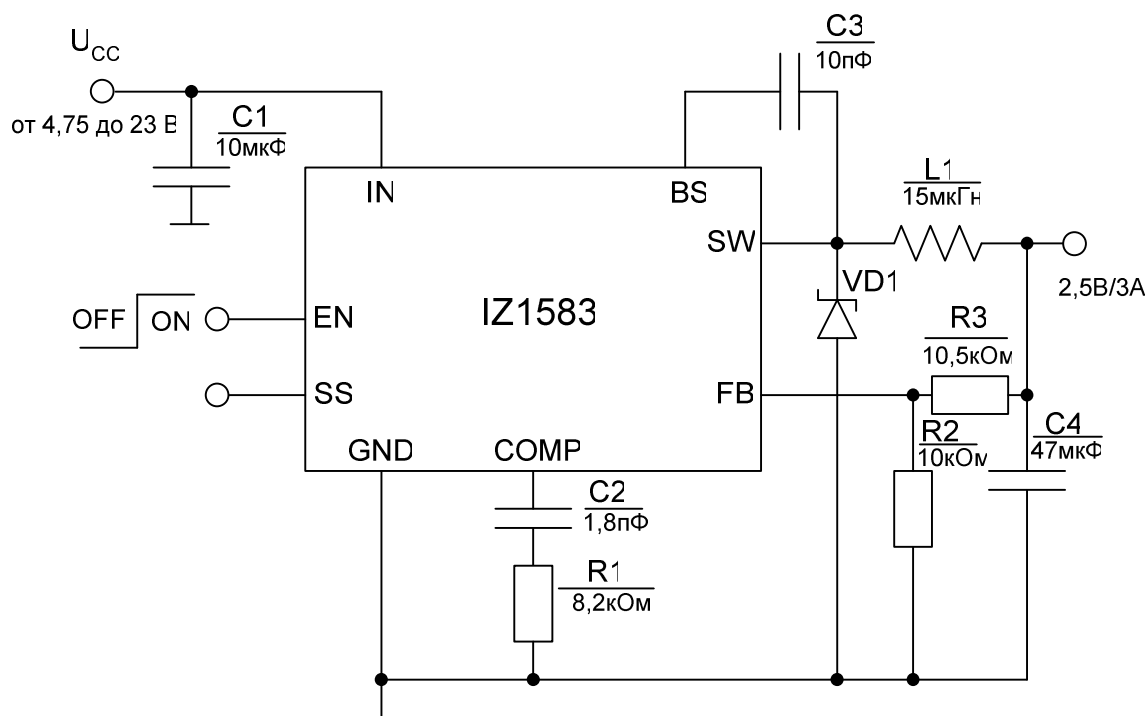 U_CC
от 4,75 до 23 В
C1
10мкФ
C3
10пФ
IN
BS
L1
15мкГн
SW
VD1
2,5В/3А
IZ1583
OFF
ON
EN
SS
R3
10,5кОм
FB
R2
10кОм
C4
47мкФ
GND
COMP
C2
1,8пФ
R1
8,2кОм